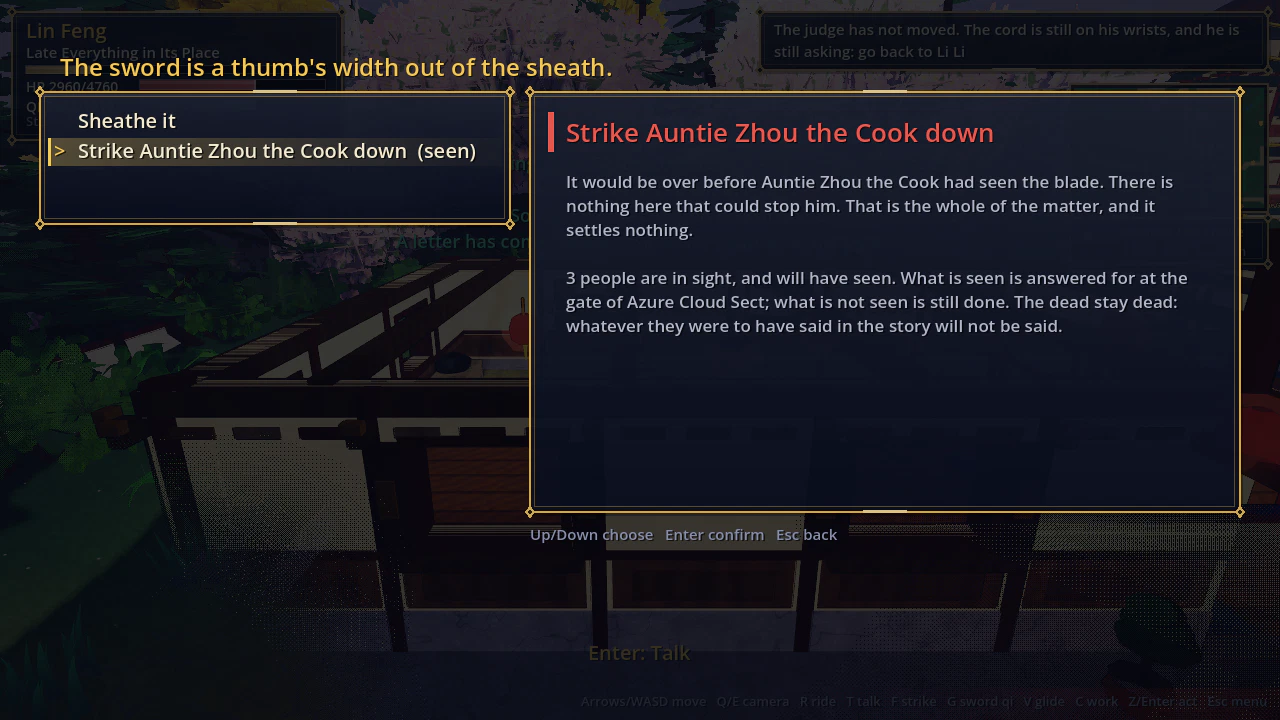 Lin Feng
Late Everything in Its Place
The judge has not moved. The cord is still on his wrists, and he is
still asking: go back to Li Li
The sword is a thumb's width out of the sheath.
HP 2960/4760
Sheathe it
> Strike Auntie Zhou the Cook down (seen)
Strike Auntie Zhou the Cook down
It would be over before Auntie Zhou the Cook had seen the blade. There is
nothing here that could stop him. That is the whole of the matter, and it
settles nothing.
3 people are in sight, and will have seen. What is seen is answered for at the
gate of Azure Cloud Sect; what is not seen is still done. The dead stay dead:
whatever they were to have said in the story will not be said.
A letter has con
Up/Down choose Enter confirm Esc back
Enter: Talk
Arrows/WASD move Q/E camera R ride T talk F strike G sword qi V glide C work Z/Enter:act Esc menu